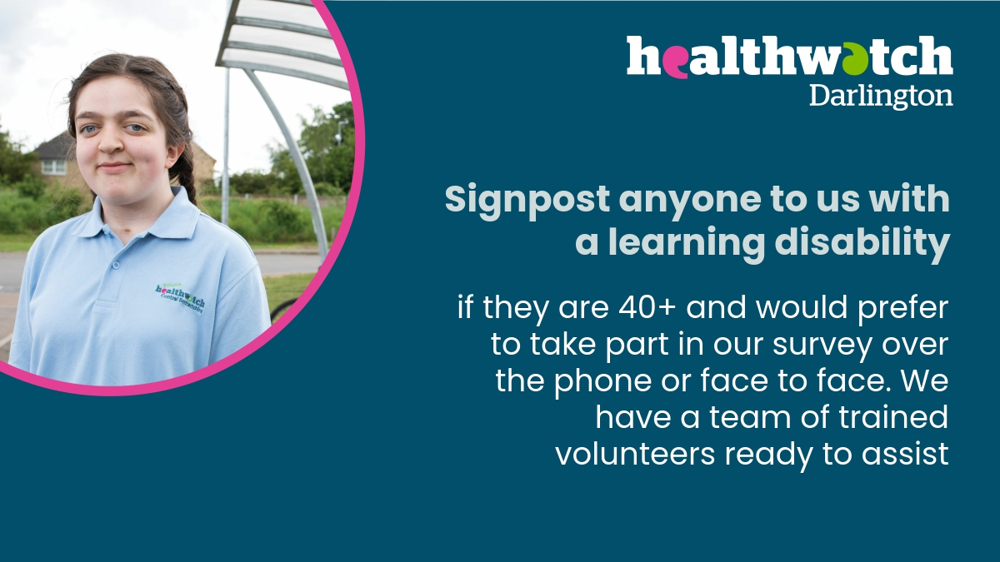 healthwatch
Darlington
Signpost anyone to us with
a learning disability
if they are 40+ and would prefer
to take part in our survey over
the phone or face to face. We
have a team of trained
volunteers ready to assist
healthwatch
Central Bedfordshire